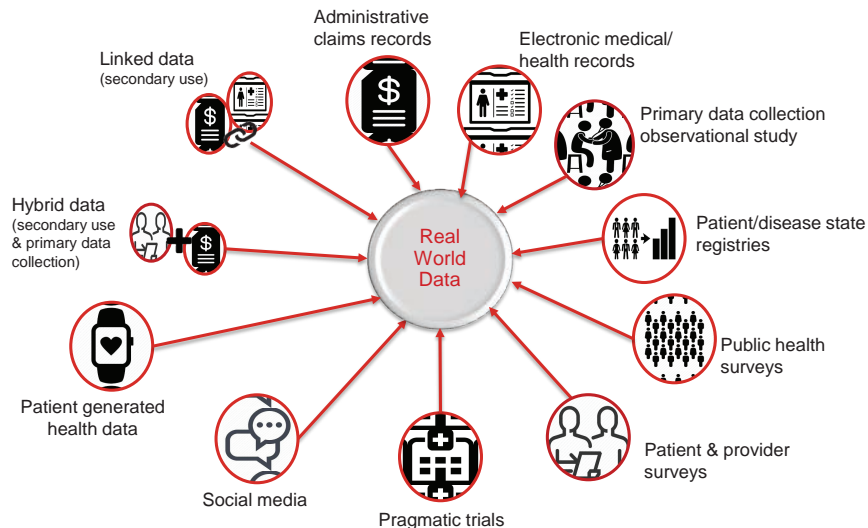 Administrative
claims records
Electronic medical/
health records
Linked data
(secondary use)
$
$
Primary data collection
observational study
Hybrid data
(secondary use
& primary data
collection)
$
Real
World
Data
Patient/disease state
registries
Public health
surveys
Patient generated
health data
Patient & provider
surveys
Social media
Pragmatic trials